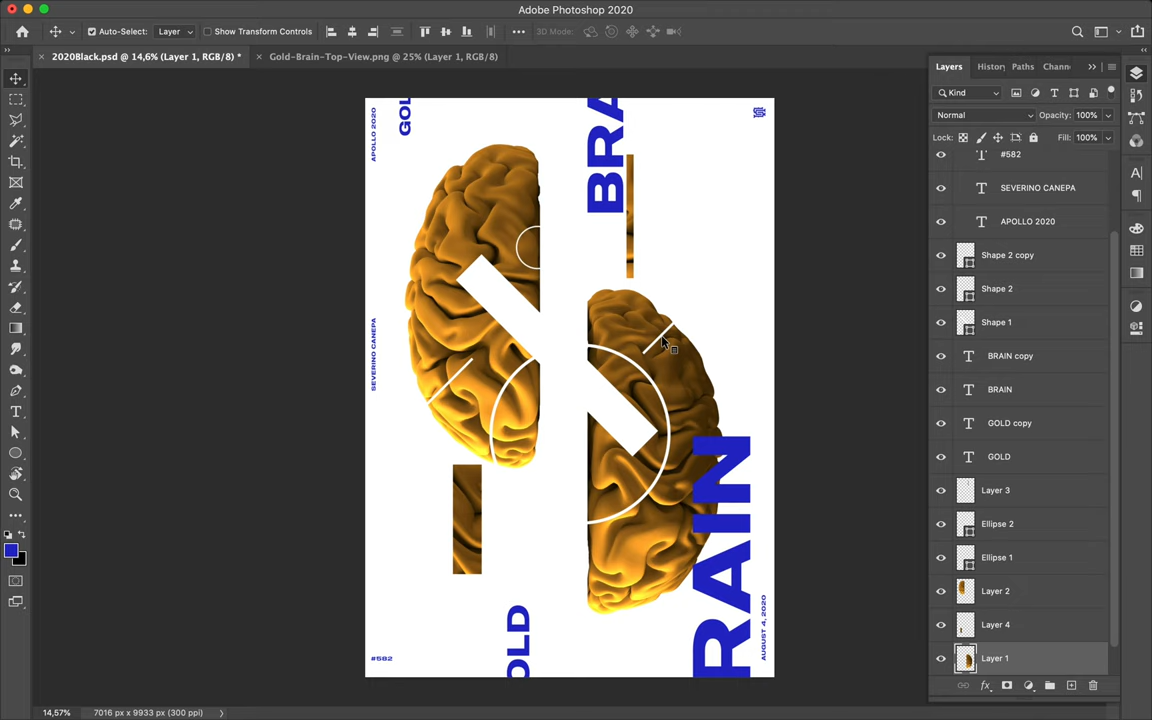 Adobe Photoshop 2020
Auto-Select:
Layer
Show Transform Controls
3D Mode:
2020Black.psd @ 14,6% (Layer 1, RGB/8) *
Gold-Brain-Top-View.png @ 25% (Layer 1, RGB/8)
Layers
History
Paths
Chann
Kind
Normal
Opacity: 100%
Lock:
Fill: 100%
#582
SEVERINO CANEPA
APOLLO 2020
Shape 2 copy
Shape 2
Shape 1
BRAIN copy
BRAIN
GOLD copy
GOLD
Layer 3
Ellipse 2
Ellipse 1
Layer 2
Layer 4
Layer 1
APOLLO 2020
GOL
BRA
SEVERINO CANEPA
RAIN
OLD
#582
AUGUST 4, 2020
14,57%
7016 px x 9933 px (300 ppi)